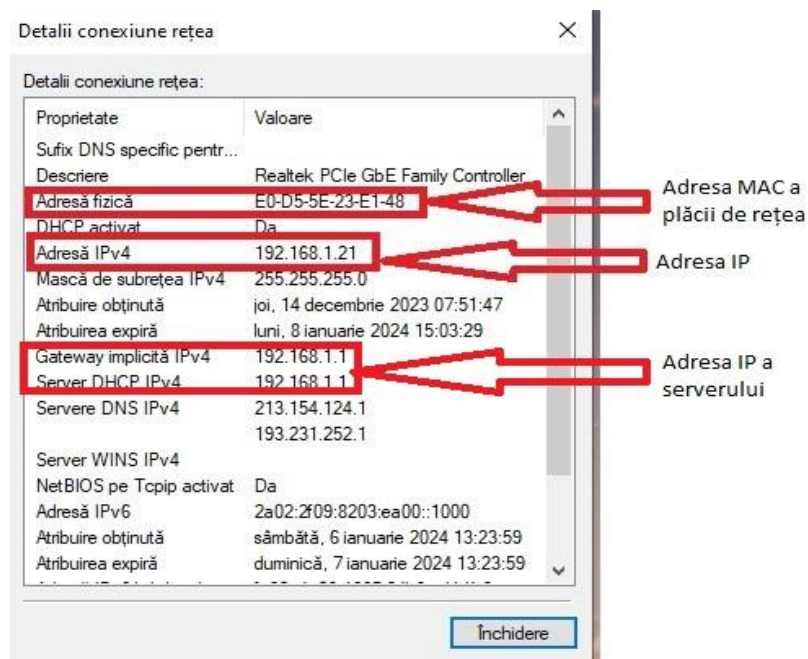 Detalii conexiune rețea
Detalii conexiune rețea:
Proprietate Valoare
Sufix DNS specific pentr...
Descriere Realtek PCIe GbE Family Controller
Adresă fizică E0-D5-5E-23-E1-48
DHCP activat Da
Adresă IPv4 192.168.1.21
Mască de subrețea IPv4 255.255.255.0
Atribuire obținută joi, 14 decembrie 2023 07:51:47
Atribuirea expiră luni, 8 ianuarie 2024 15:03:29
Gateway implicită IPv4 192.168.1.1
Server DHCP IPv4 192.168.1.1
Servere DNS IPv4 213.154.124.1
193.231.252.1
Server WINS IPv4
NetBIOS pe Tcpip activat Da
Adresă IPv6 2a02:2f09:8203:ea00::1000
Atribuire obținută sâmbătă, 6 ianuarie 2024 13:23:59
Atribuirea expiră duminică, 7 ianuarie 2024 13:23:59
Închidere
Adresa MAC a
plăcii de rețea
Adresa IP
Adresa IP a
serverului